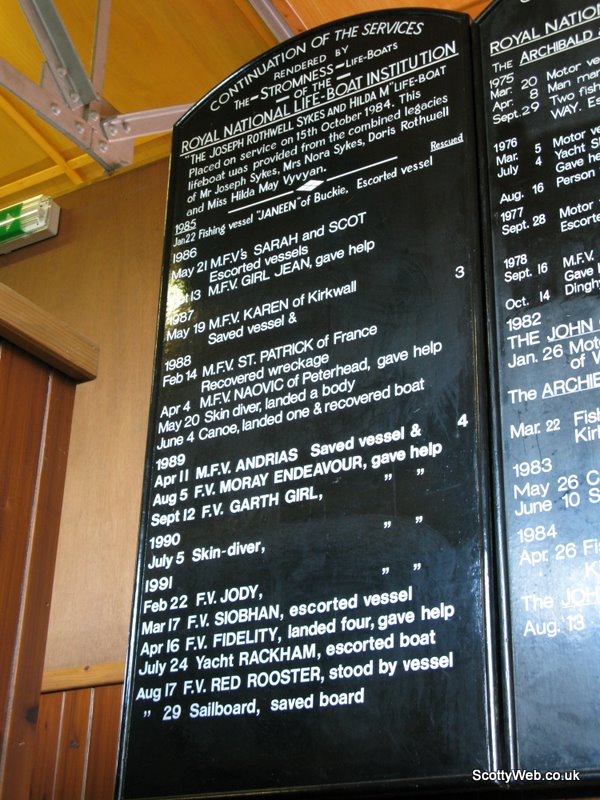 CONTINUATION OF THE SERVICES
RENDERED BY
THE - STROMNESS - LIFE-BOATS
- OF THE -
ROYAL NATIONAL LIFE-BOAT INSTITUTION
"THE JOSEPH ROTHWELL SYKES AND HILDA M" LIFE-BOAT
Placed on service on 15th October 1984. This
lifeboat was provided from the combined legacies
of Mr Joseph Sykes, Mrs Nora Sykes, Doris Rothwell
and Miss Hilda May Vyvyan.
Rescued
1985
Jan 22 Fishing vessel "JANEEN" of Buckie, Escorted vessel
1986
May 21 M.F.V's SARAH and SCOT
Escorted vessels
13 M.F.V. GIRL JEAN, gave help
1987
May 19 M.F.V. KAREN of Kirkwall
Saved vessel & 3
1988
Feb 14 M.F.V. ST. PATRICK of France
Recovered wreckage
Apr 4 M.F.V. NAOVIC of Peterhead, gave help
May 20 Skin diver, landed a body
June 4 Canoe, landed one & recovered boat
1989
Apr 11 M.F.V. ANDRIAS Saved vessel & 4
Aug 5 F.V. MORAY ENDEAVOUR, gave help
Sept 12 F.V. GARTH GIRL, " "
1990
July 5 Skin-diver, " "
1991
Feb 22 F.V. JODY, " "
Mar 17 F.V. SIOBHAN, escorted vessel
Apr 16 F.V. FIDELITY, landed four, gave help
July 24 Yacht RACKHAM, escorted boat
Aug 17 F.V. RED ROOSTER, stood by vessel
" 29 Sailboard, saved board
ROYAL NATIONAL
THE ARCHIBALD &
1975
Mar. 20 Motor ve
Apr. 8 Man mar
Sept. 29 Two fish
WAY. Es
1976
Mar. 5 Motor ve
July 4 Yacht S
Gave he
Aug. 16 Person
1977
Sept. 28 Motor
Escorte
1978
Sept. 16 M.F.V.
Gave h
Oct. 14 Dinghy
1982
THE JOHN
Jan. 26 Moto
of W
The ARCHIB
Mar. 22 Fish
Kirk
1983
May 26 C
June 10 S
1984
Apr. 26 Fis
K
The JOH
Aug. 13
ScottyWeb.co.uk